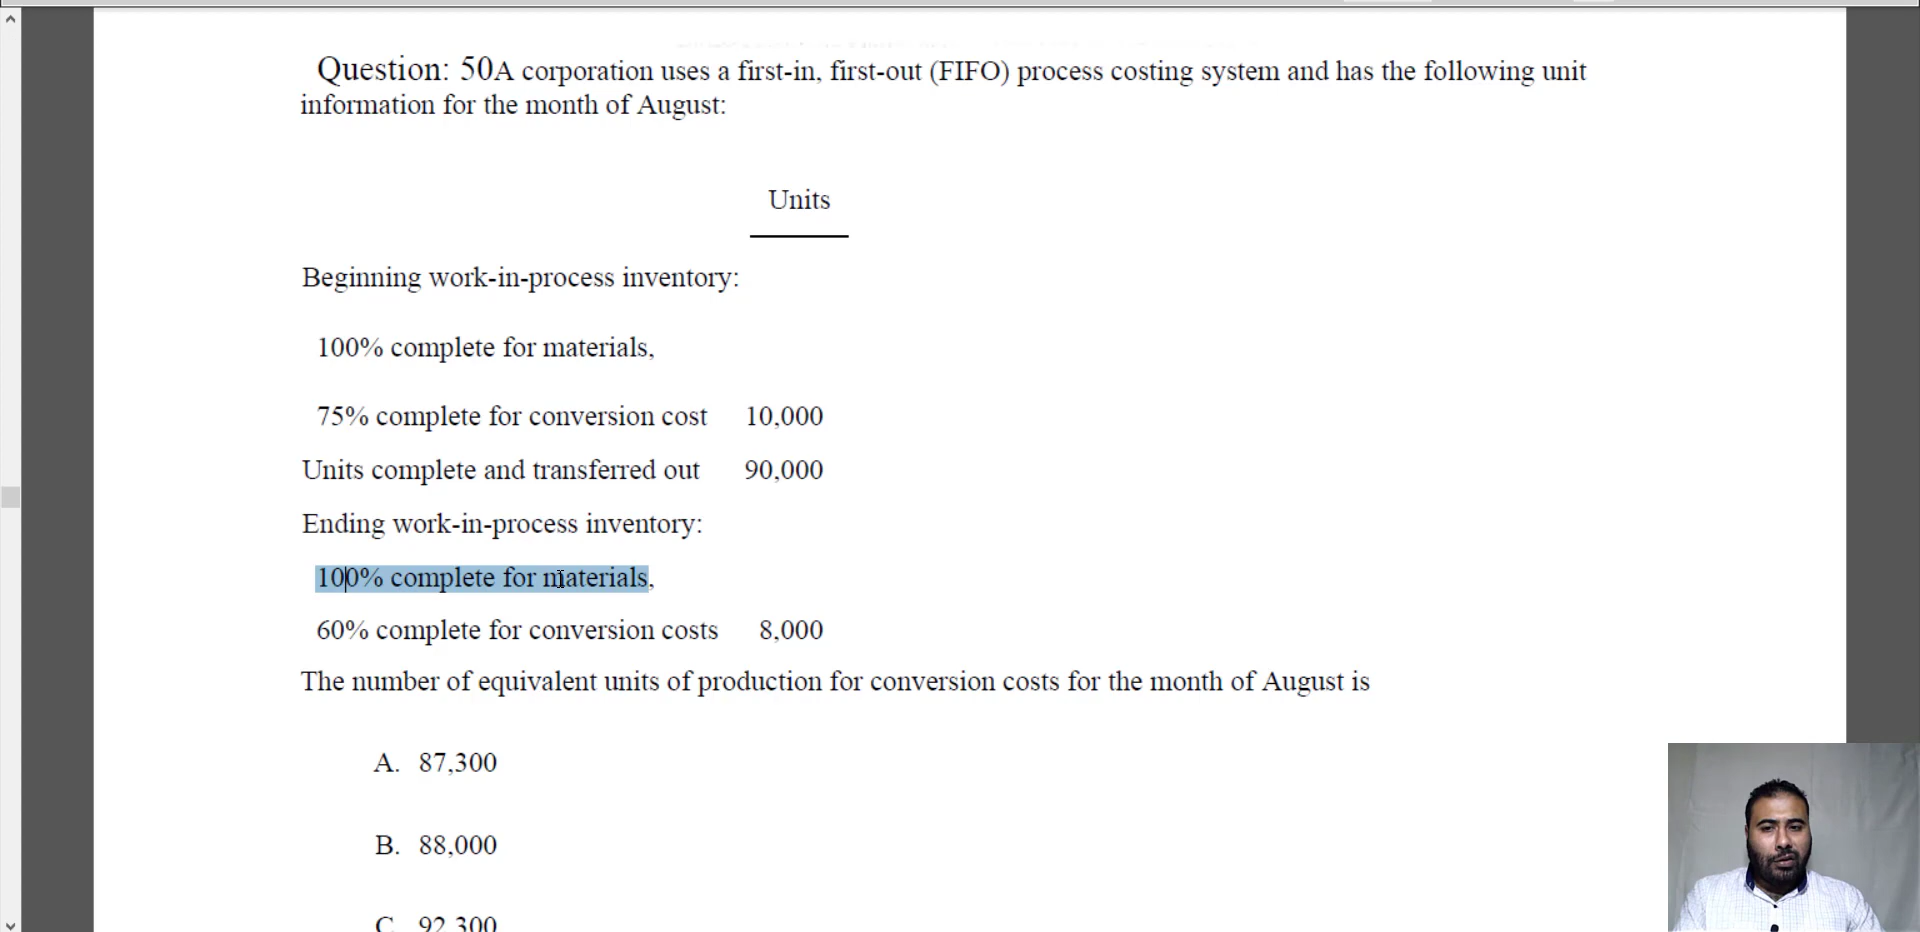 Question: 50A corporation uses a first-in, first-out (FIFO) process costing system and has the following unit
information for the month of August:
Units
Beginning work-in-process inventory:
100% complete for materials,
75% complete for conversion cost 10,000
Units complete and transferred out 90,000
Ending work-in-process inventory:
100% complete for materials,
60% complete for conversion costs 8,000
The number of equivalent units of production for conversion costs for the month of August is
A. 87,300
B. 88,000
C. 92,300